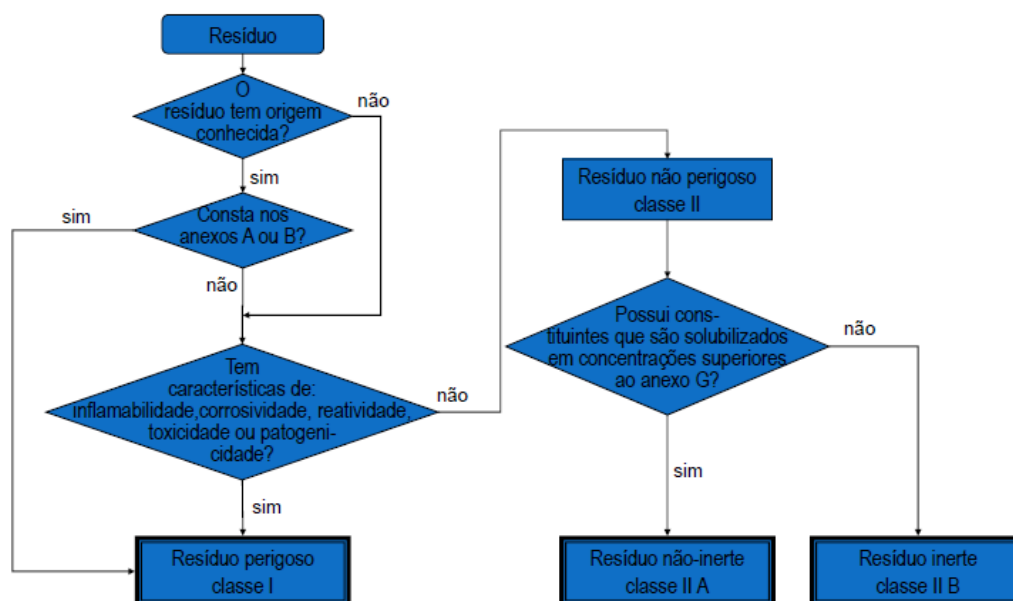 Resíduo
O
resíduo tem origem
conhecida?
não
sim
Consta nos
anexos A ou B?
sim
não
Tem
características de:
inflamabilidade,corrosividade, reatividade,
toxicidade ou patogeni-
cidade?
não
sim
Resíduo perigoso
classe I
Resíduo não perigoso
classe II
Possui cons-
tituintes que são solubilizados
em concentrações superiores
ao anexo G?
não
sim
Resíduo não-inerte
classe II A
Resíduo inerte
classe II B